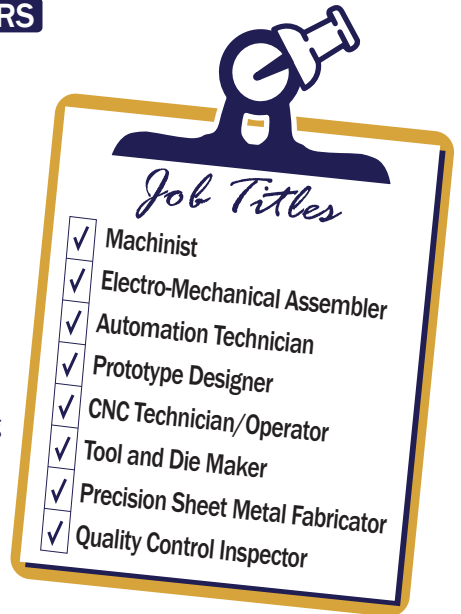 RS
Job Titles
Machinist
Electro-Mechanical Assembler
Automation Technician
Prototype Designer
CNC Technician/Operator
Tool and Die Maker
Precision Sheet Metal Fabricator
Quality Control Inspector